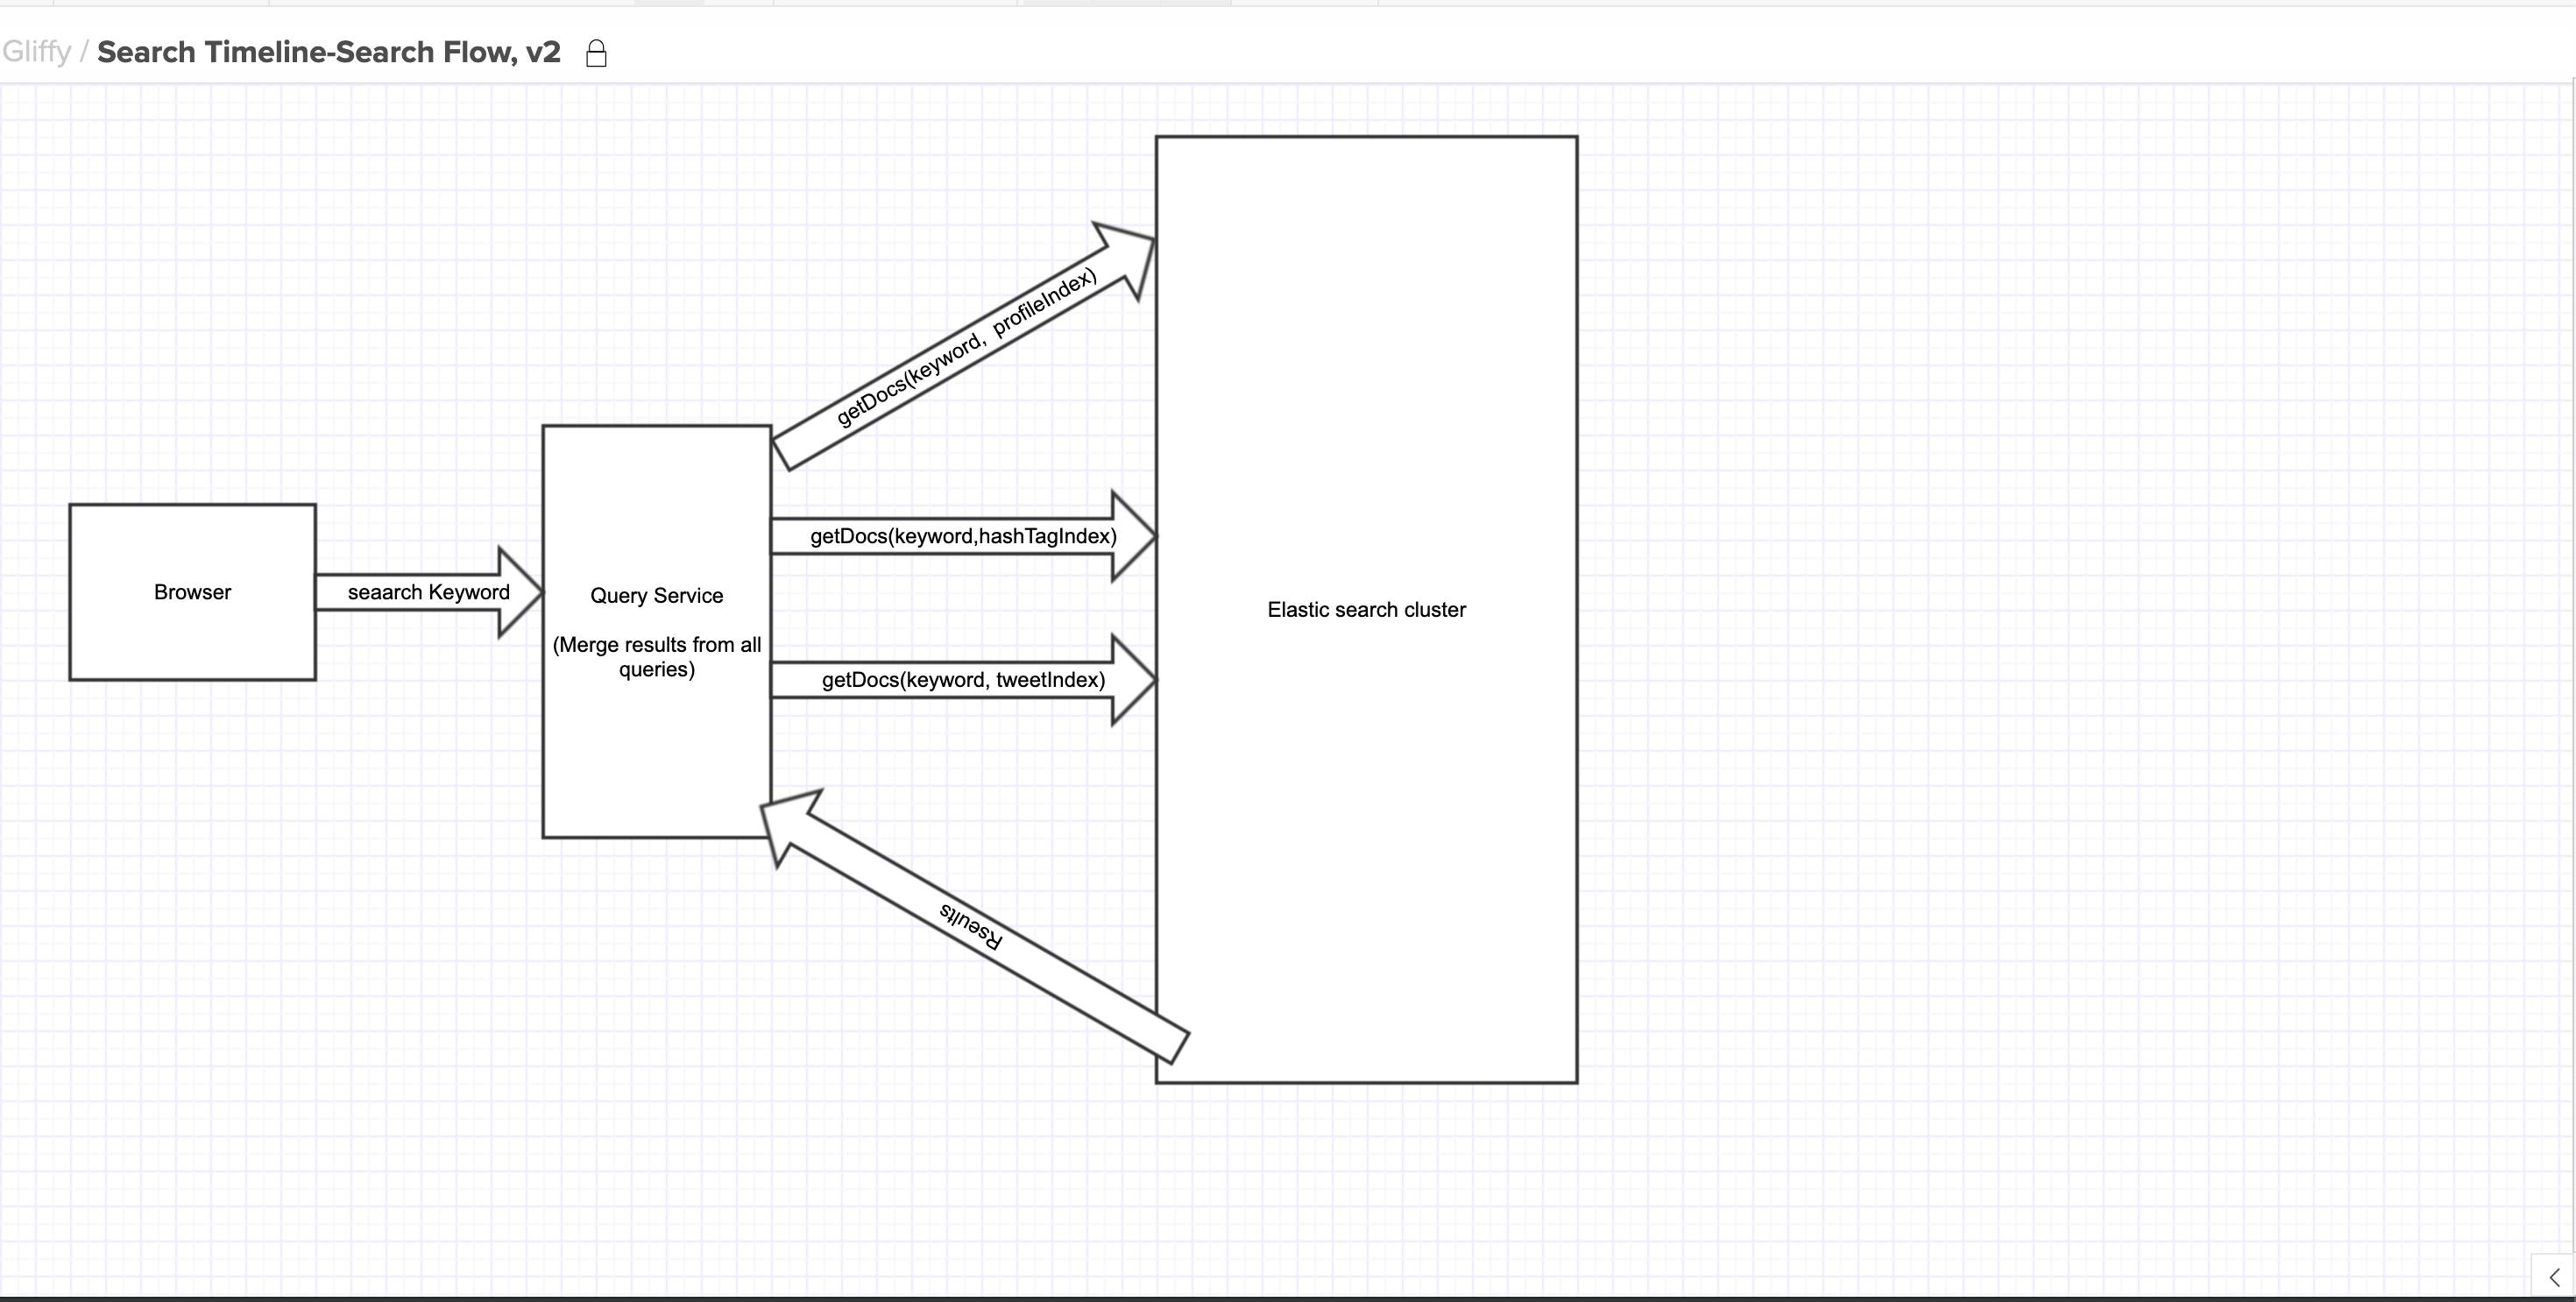 Gliffy / Search Timeline-Search Flow, v2
getDocs(keyword, profileIndex)
getDocs(keyword,hashTagIndex)
Browser
seaarch Keyword
Query Service
(Merge results from all
queries)
Elastic search cluster
getDocs(keyword, tweetIndex)
Rseults